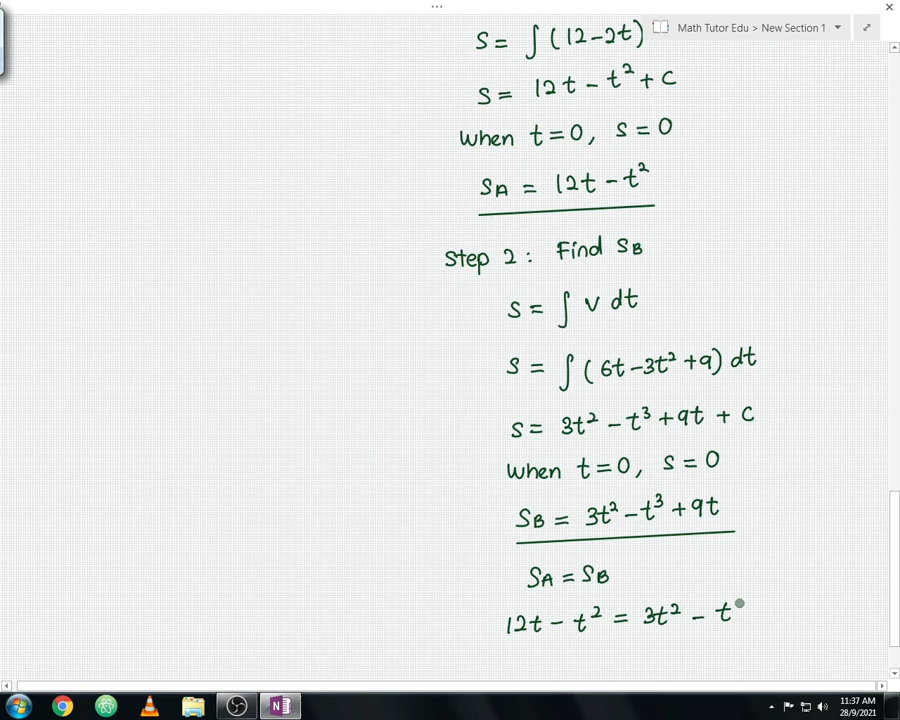 Math Tutor Edu > New Section 1
S = ∫ (12-2t)
S = 12t - t² + C
When t=0, S=0
SA = 12t - t²
Step 2 : Find SB
S = ∫ v dt
S = ∫ (6t-3t²+9) dt
S = 3t² - t³ + 9t + C
When t=0, S=0
SB = 3t² - t³ + 9t
SA = SB
12t - t² = 3t² - t
11:37 AM
28/9/2021